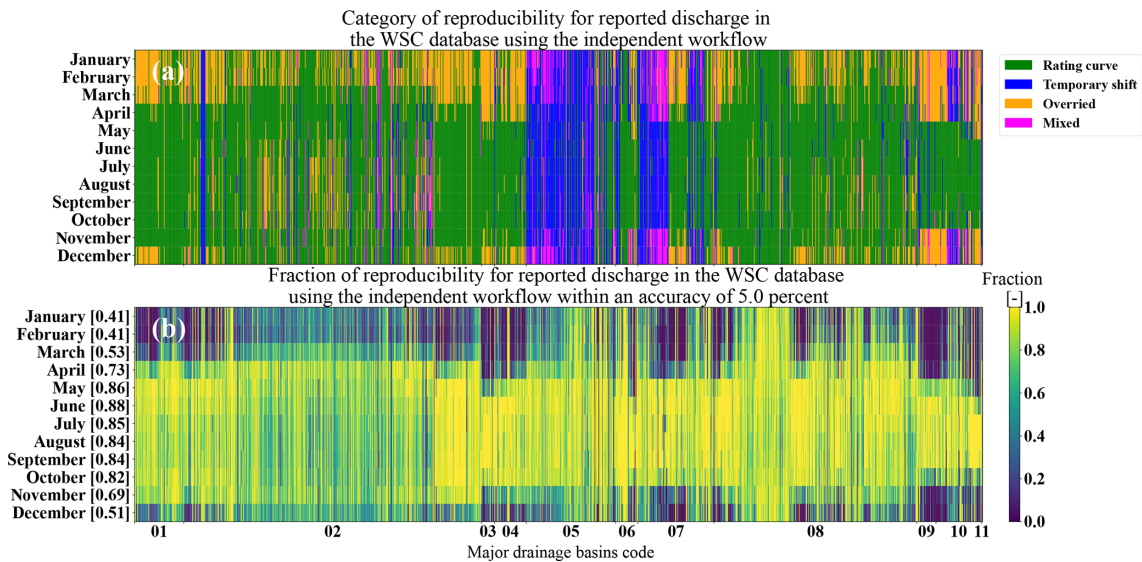 Category of reproducibility for reported discharge in
the WSC database using the independent workflow
(a)
January
February
March
April
May
June
July
August
September
October
November
December
Rating curve
Temporary shift
Overried
Mixed
Fraction of reproducibility for reported discharge in the WSC database
using the independent workflow within an accuracy of 5.0 percent
(b)
January [0.41]
February [0.41]
March [0.53]
April [0.73]
May [0.86]
June [0.88]
July [0.85]
August [0.84]
September [0.84]
October [0.82]
November [0.69]
December [0.51]
01 02 03 04 05 06 07 08 09 10 11
Major drainage basins code
Fraction
[-]
1.0
0.8
0.6
0.4
0.2
0.0